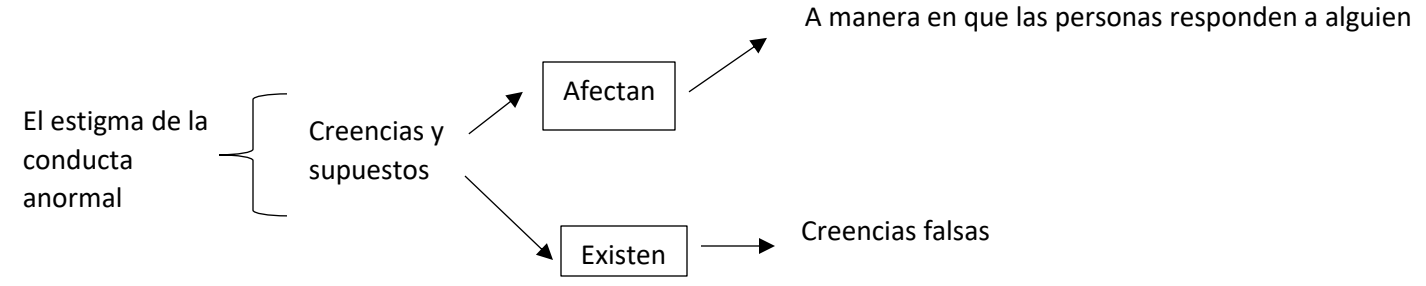 A manera en que las personas responden a alguien
Afectan
El estigma de la
conducta
anormal
Creencias y
supuestos
Existen
Creencias falsas